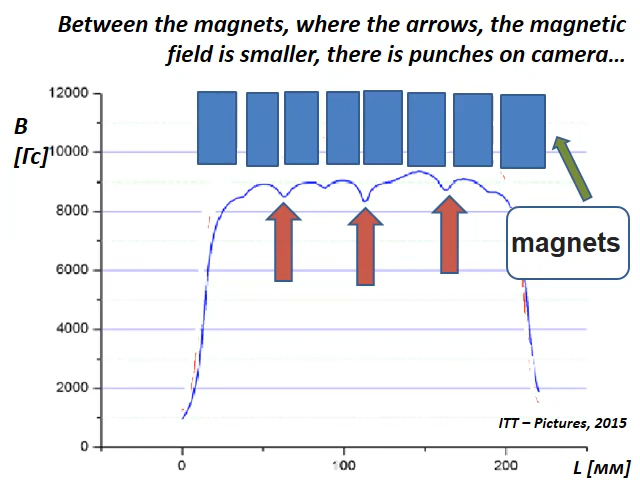 Between the magnets, where the arrows, the magnetic
field is smaller, there is punches on camera…
12000
B
[Гс]
10000
8000
magnets
6000
4000
2000
ITT – Pictures, 2015
0
0
100
200
L [мм]